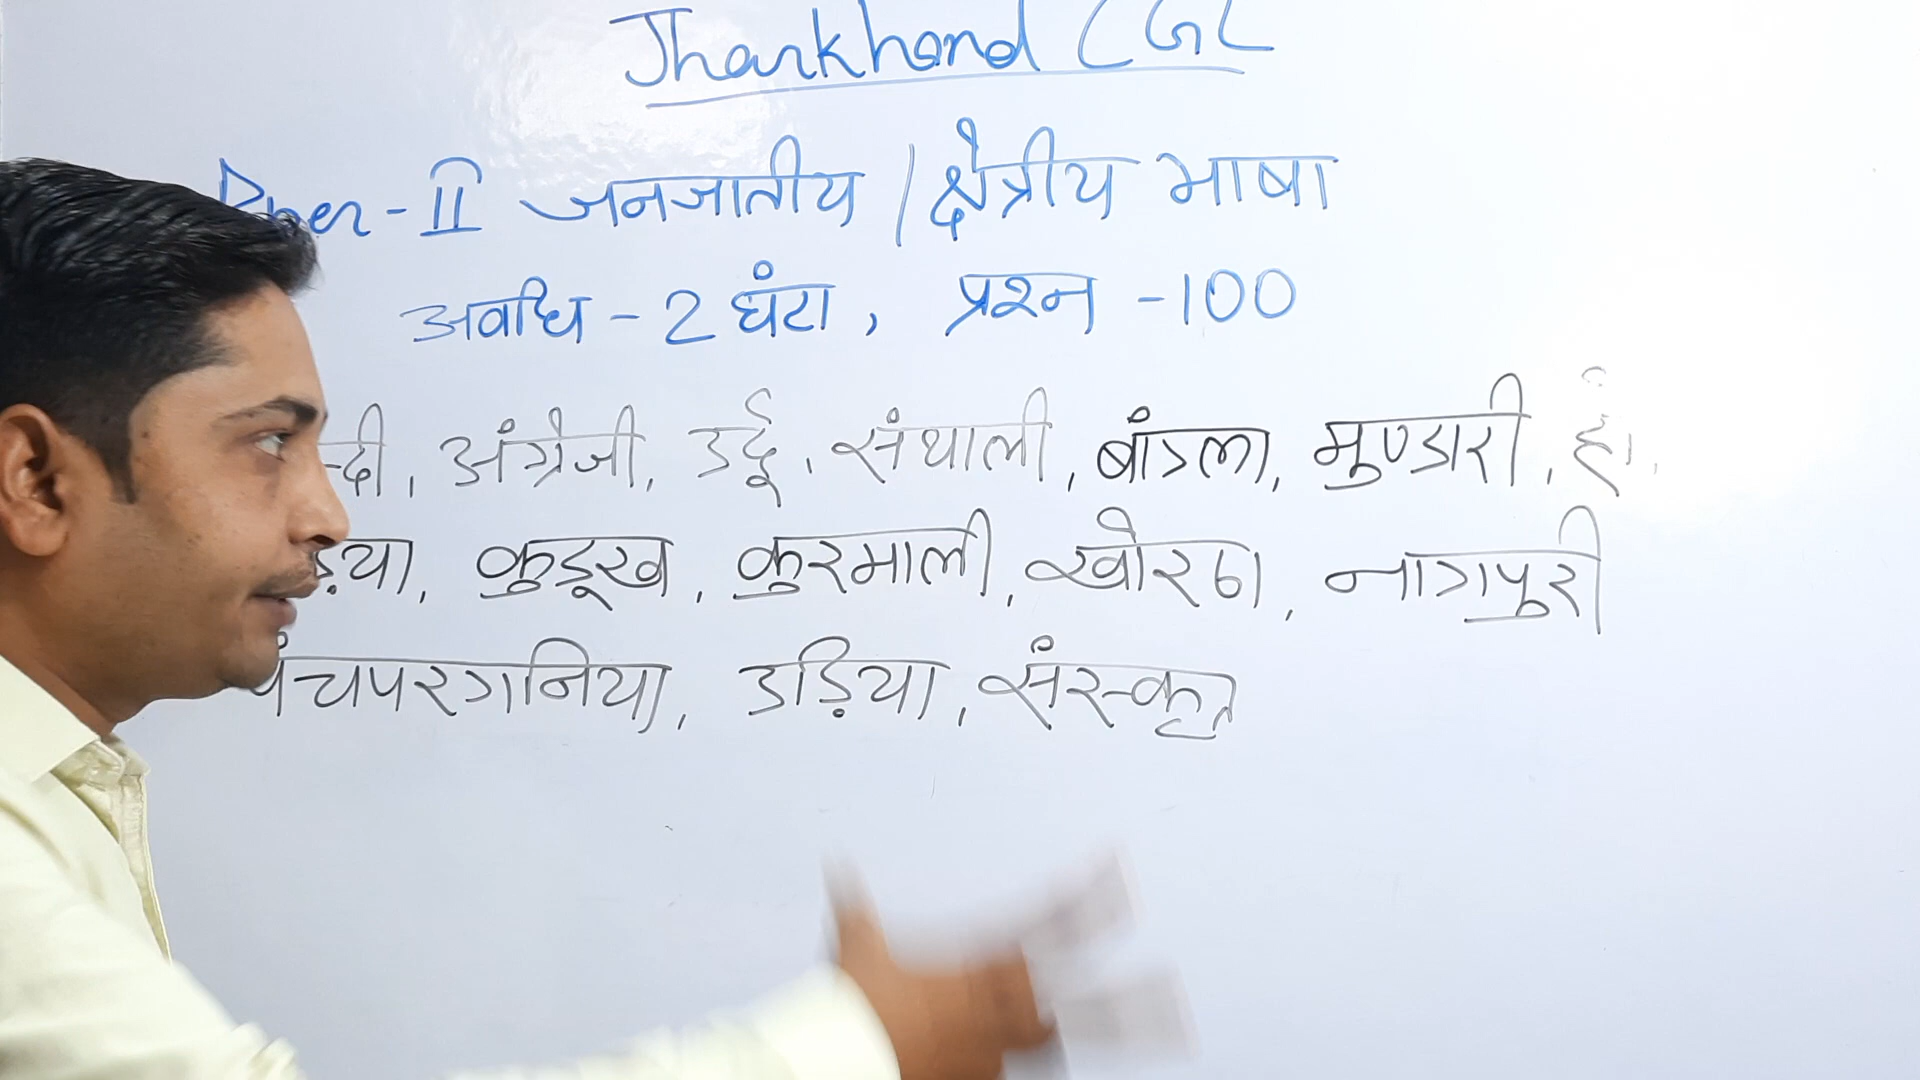 Jharkhand CGL
Paper-II जनजातीय / क्षेत्रीय भाषा
अवधि - 2 घंटा, प्रश्न - 100
अंग्रेजी, उर्दू, संथाली, बांग्ला, मुण्डारी, हो,
कुडूख, कुरमाली, खोरठा, नागपुरी
पंचपरगनिया, उड़िया, संस्कृत